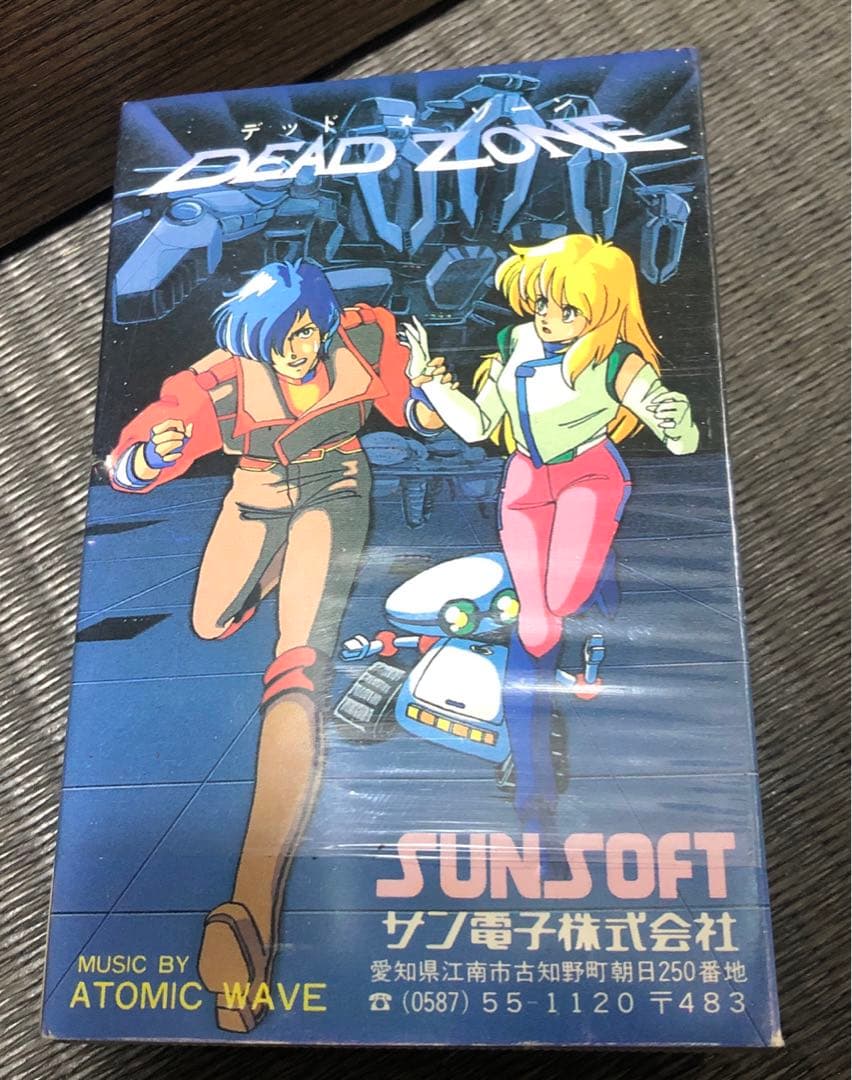 デッド★ゾーン
DEAD ZONE
SUNSOFT
サン電子株式会社
愛知県江南市古知野町朝日250番地
☎(0587)55-1120 〒483
MUSIC BY
ATOMIC WAVE